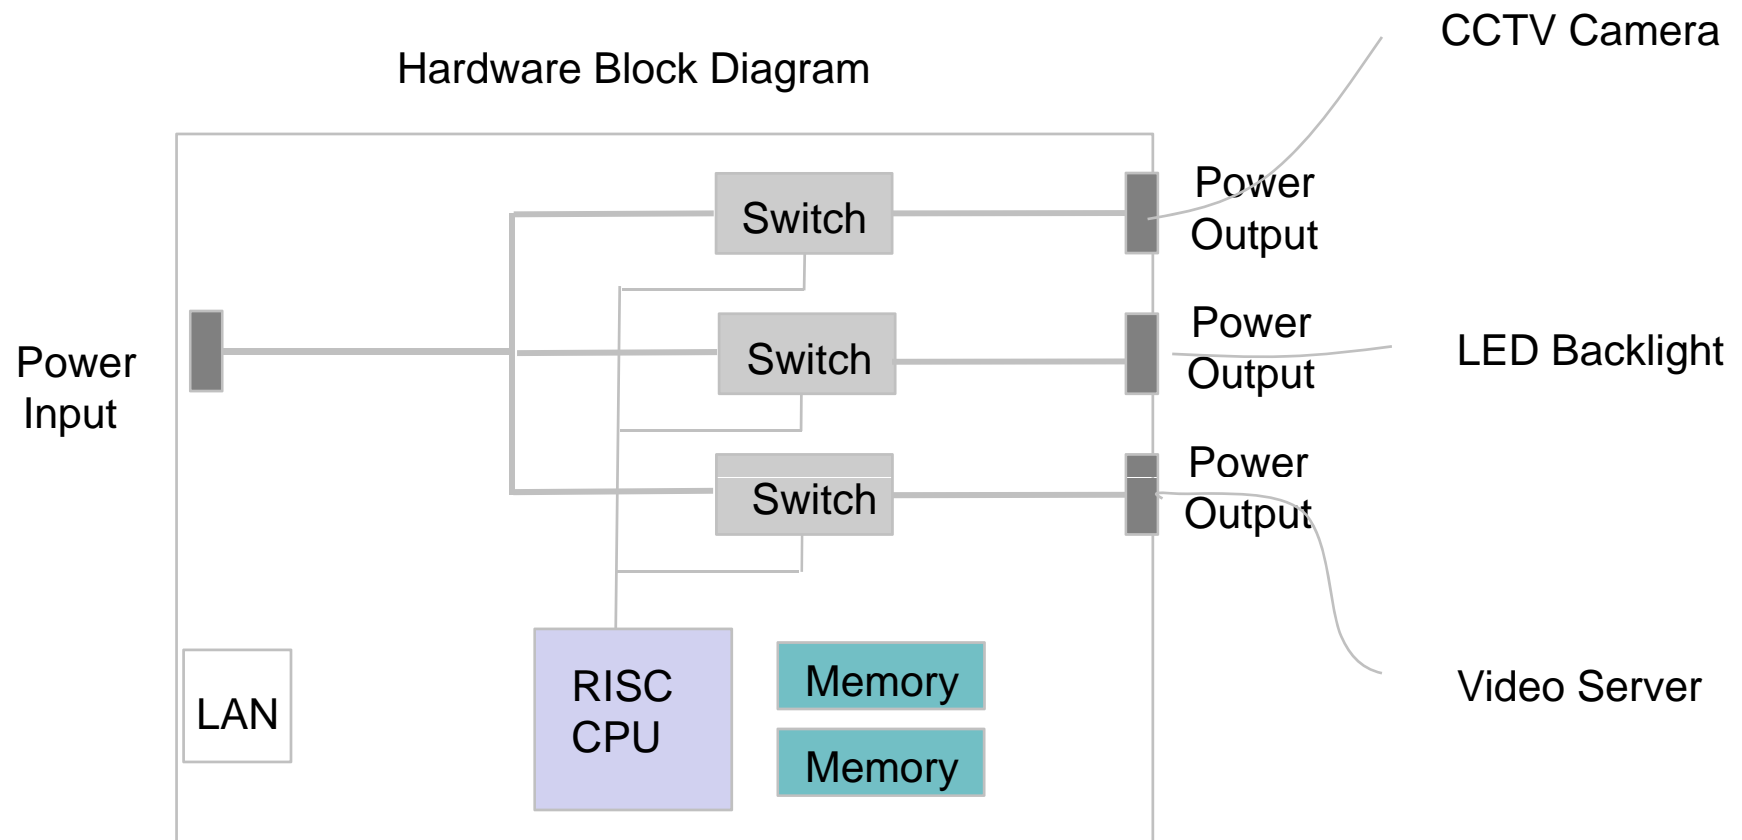 CCTV Camera
Hardware Block Diagram
Switch
Power
Output
Power
Input
Switch
Power
Output
LED Backlight
Switch
Power
Output
LAN
RISC
CPU
Memory
Memory
Video Server